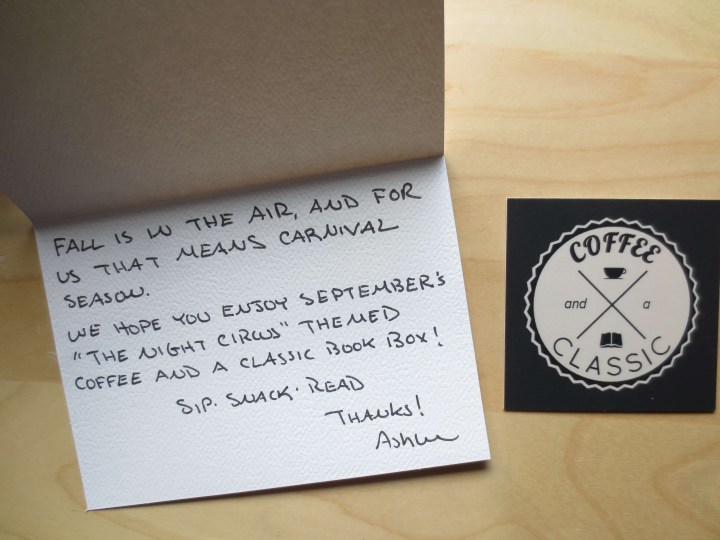 FALL IS IN THE AIR, AND FOR
US THAT MEANS CARNIVAL
SEASON.
WE HOPE YOU ENJOY SEPTEMBER'S
"THE NIGHT CIRCUS" THEMED
COFFEE AND A CLASSIC BOOK BOX!
SIP. SNACK. READ
THANKS!
COFFEE
and a
CLASSIC